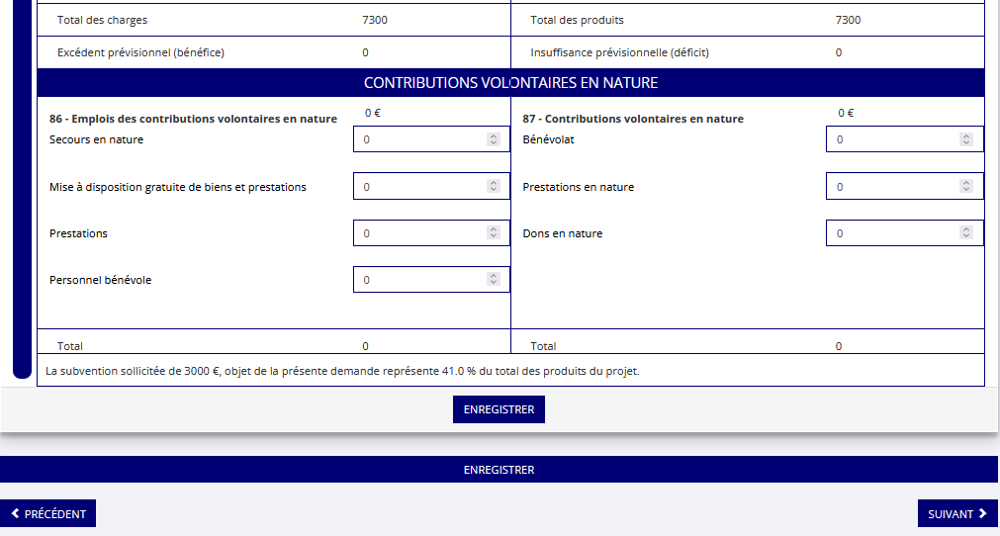 Total des charges 7300 Total des produits 7300
Excédent prévisionnel (bénéfice) 0 Insuffisance prévisionnelle (déficit) 0
CONTRIBUTIONS VOLONTAIRES EN NATURE
86 - Emplois des contributions volontaires en nature 0 € 87 - Contributions volontaires en nature 0 €
Secours en nature 0 Bénévolat 0
Mise à disposition gratuite de biens et prestations 0 Prestations en nature 0
Prestations 0 Dons en nature 0
Personnel bénévole 0
Total 0 Total 0
La subvention sollicitée de 3000 €, objet de la présente demande représente 41.0 % du total des produits du projet.
ENREGISTRER
ENREGISTRER
PRÉCÉDENT SUIVANT